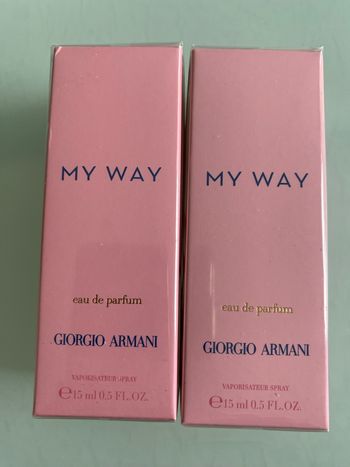 MY WAY
eau de parfum
GIORGIO ARMANI
VAPORISATEUR SPRAY
℮15 ml 0.5 FL.OZ.
MY WAY
eau de parfum
GIORGIO ARMANI
VAPORISATEUR SPRAY
℮15 ml 0.5 FL.OZ.